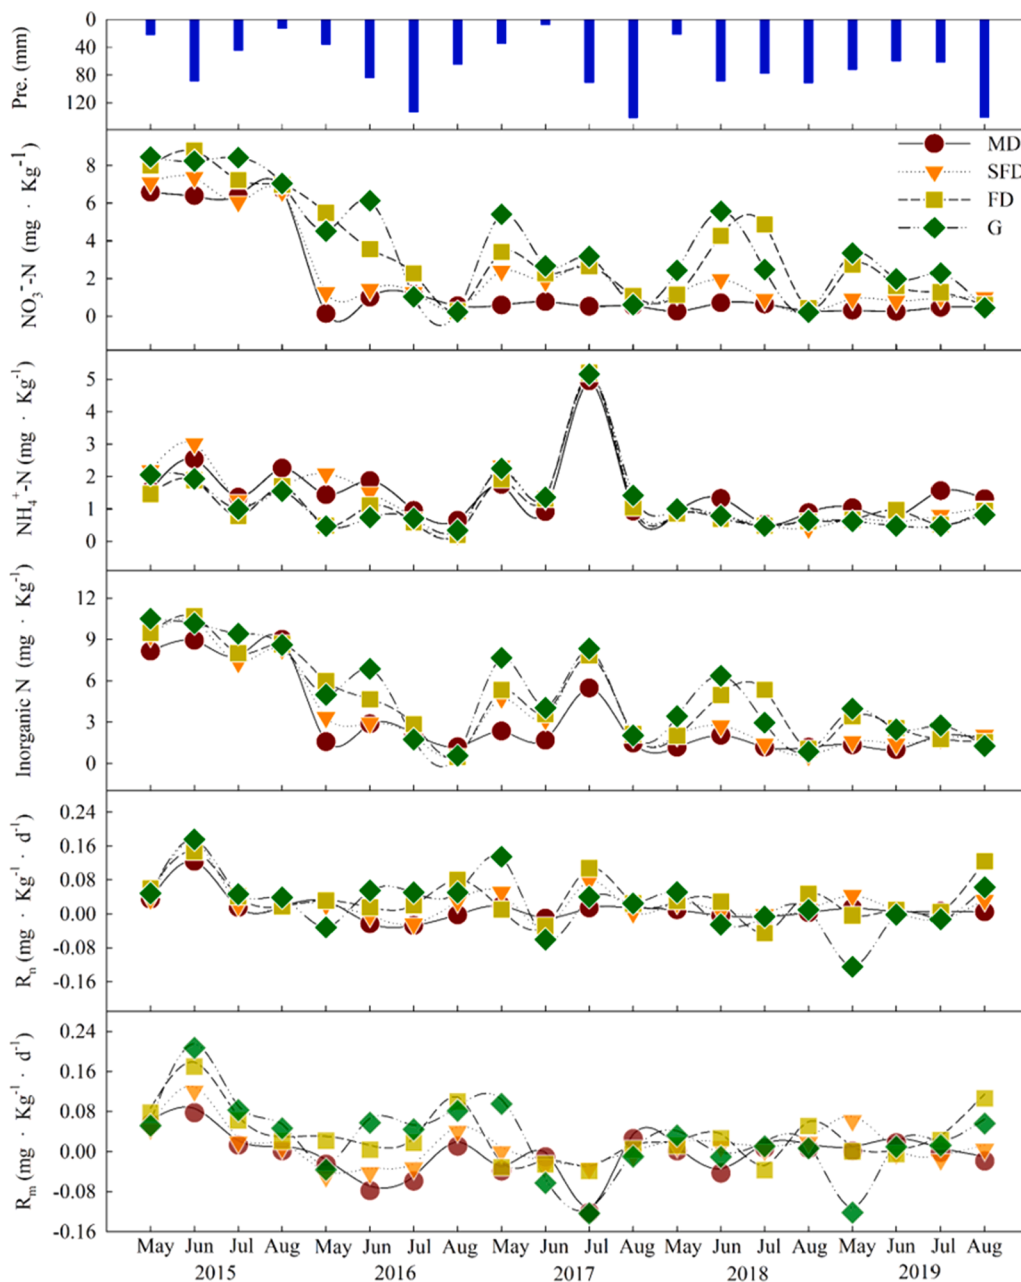 Pre. (mm)
0
40
80
120
NO₃⁻-N (mg · Kg⁻¹)
8
6
4
2
0
MD
SFD
FD
G
NH₄⁺-N (mg · Kg⁻¹)
5
4
3
2
1
0
Inorganic N (mg · Kg⁻¹)
12
9
6
3
0
Rₙ (mg · Kg⁻¹ · d⁻¹)
0.24
0.16
0.08
0.00
-0.08
-0.16
Rₘ (mg · Kg⁻¹ · d⁻¹)
0.24
0.16
0.08
0.00
-0.08
-0.16
May Jun Jul Aug May Jun Jul Aug May Jun Jul Aug May Jun Jul Aug May Jun Jul Aug
2015 2016 2017 2018 2019